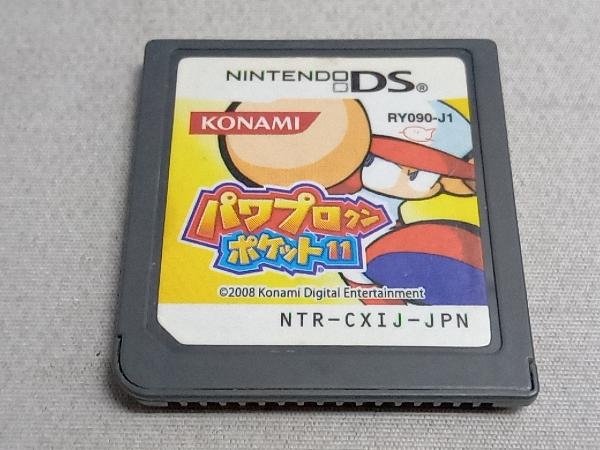 NINTENDO DS®
KONAMI
RY090-J1
パワプロクン
ポケット11
©2008 Konami Digital Entertainment
NTR-CXIJ-JPN